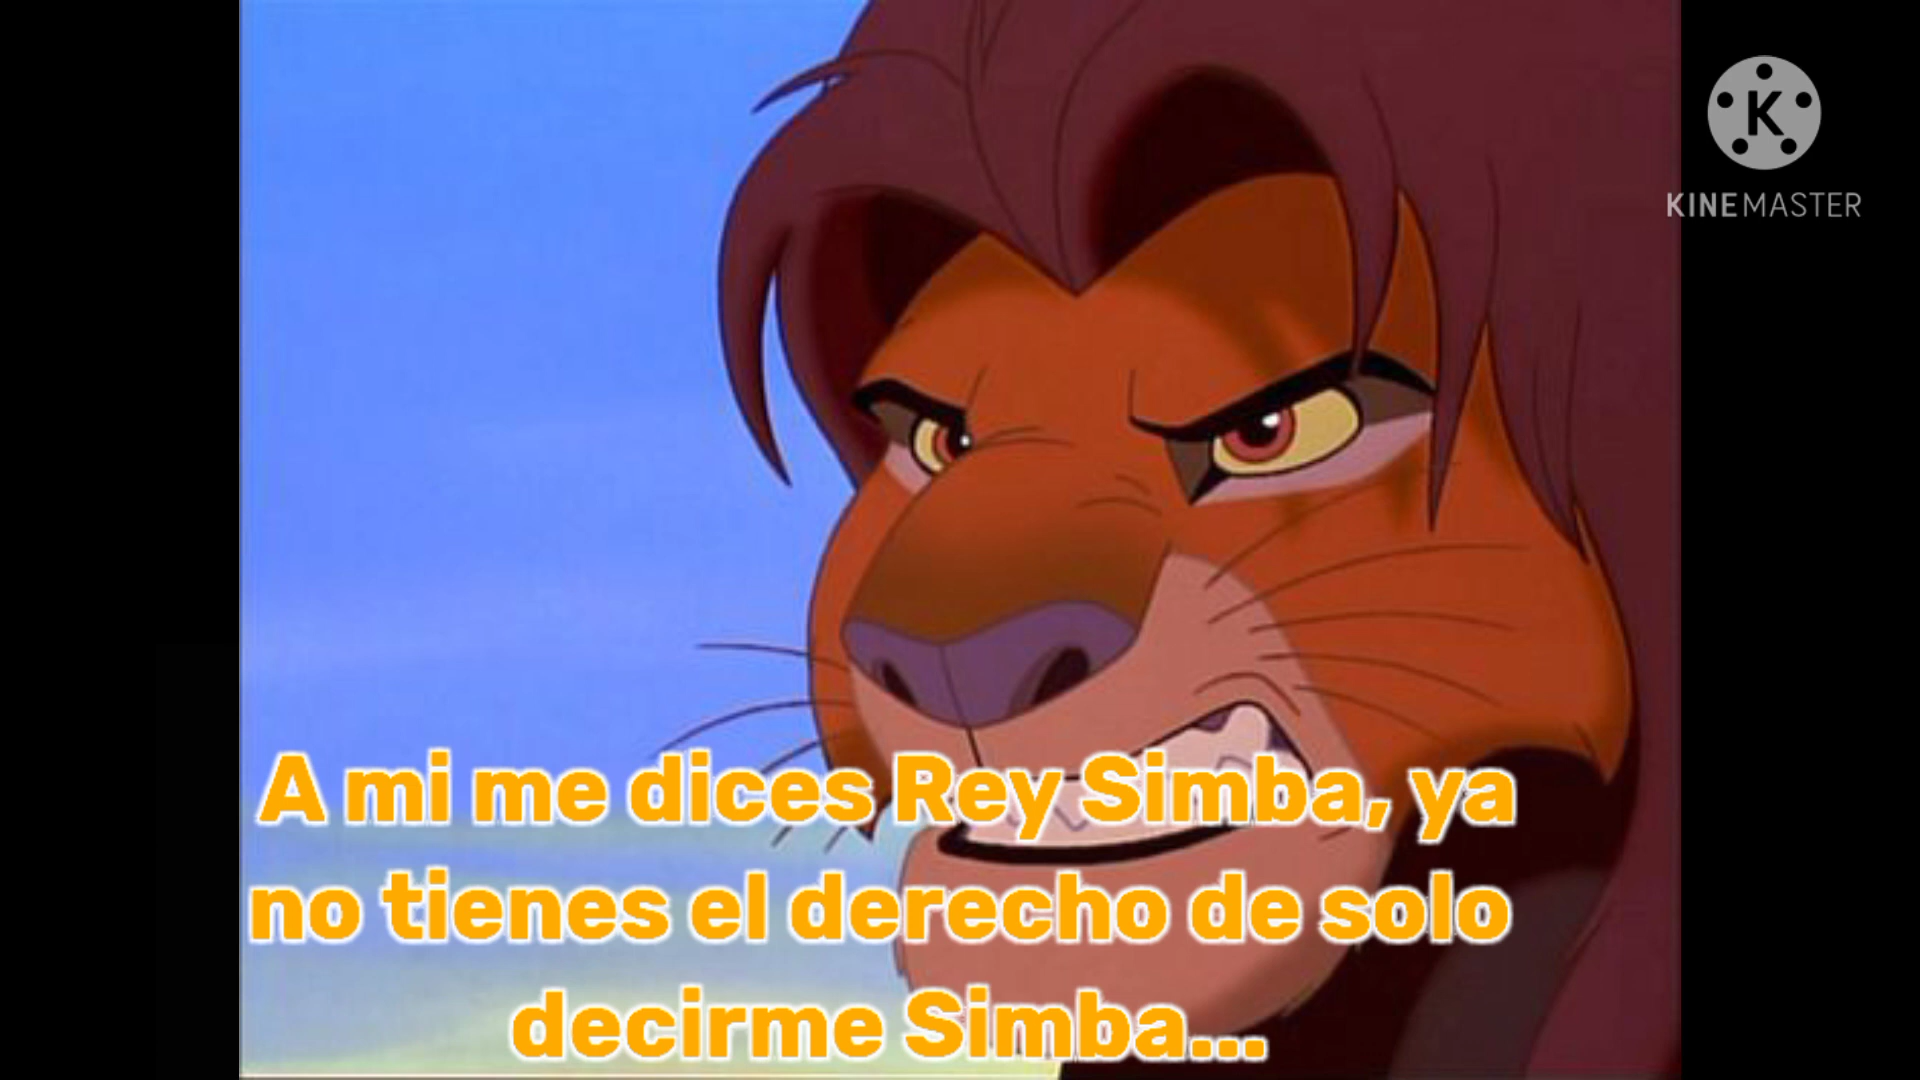 K
KINEMASTER
A mi me dices Rey Simba, ya
no tienes el derecho de solo
decirme Simba...